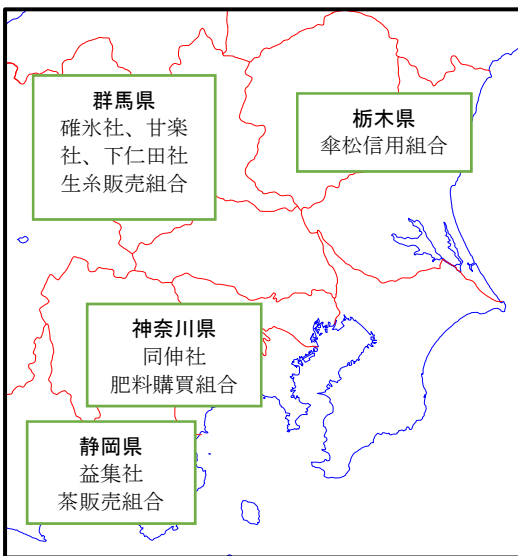 群馬県
碓氷社、甘楽
社、下仁田社
生糸販売組合
栃木県
傘松信用組合
神奈川県
同伸社
肥料購買組合
静岡県
益集社
茶販売組合